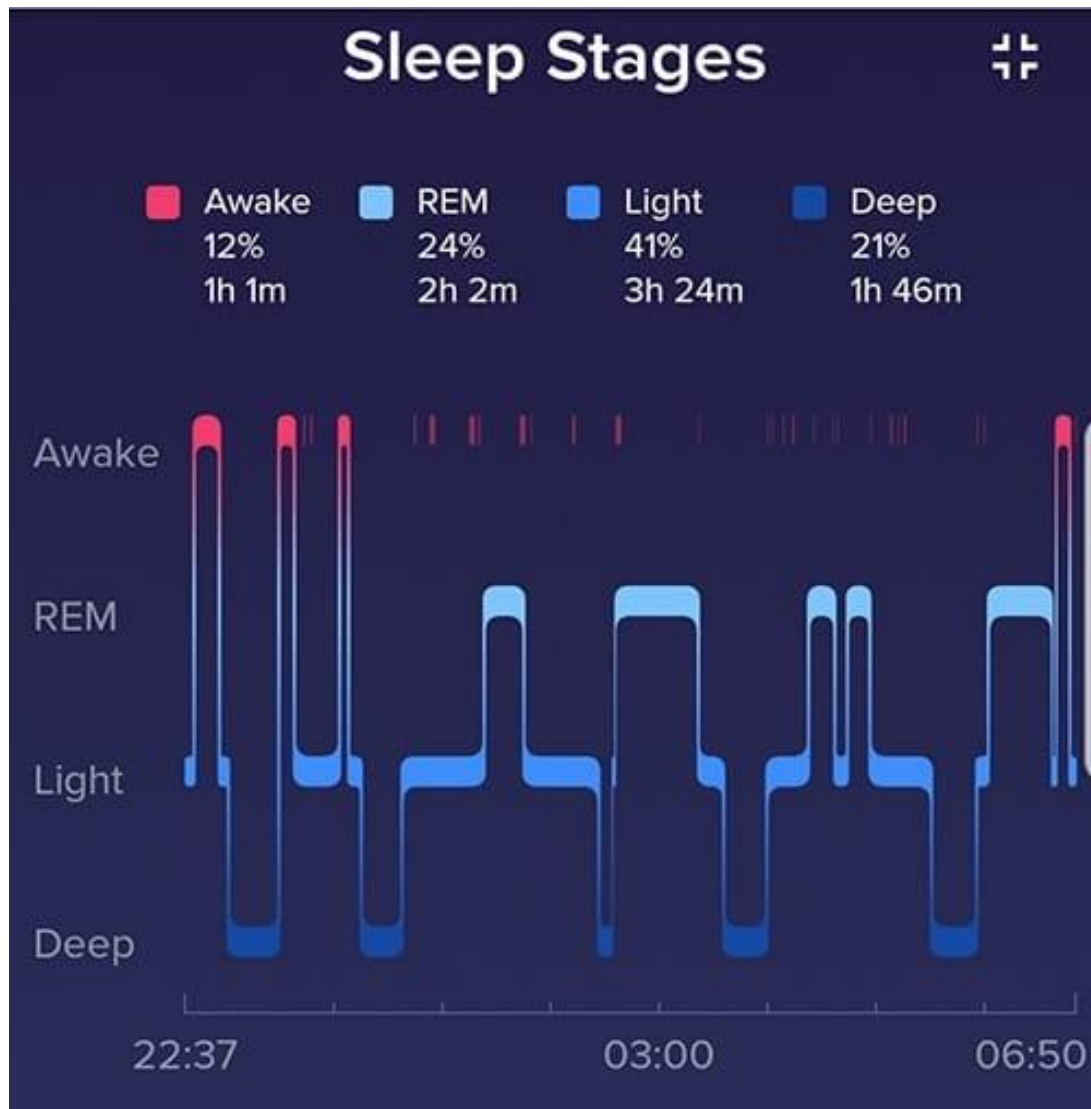 Sleep Stages
Awake REM Light Deep
12% 24% 41% 21%
1h 1m 2h 2m 3h 24m 1h 46m
Awake
REM
Light
Deep
22:37 03:00 06:50